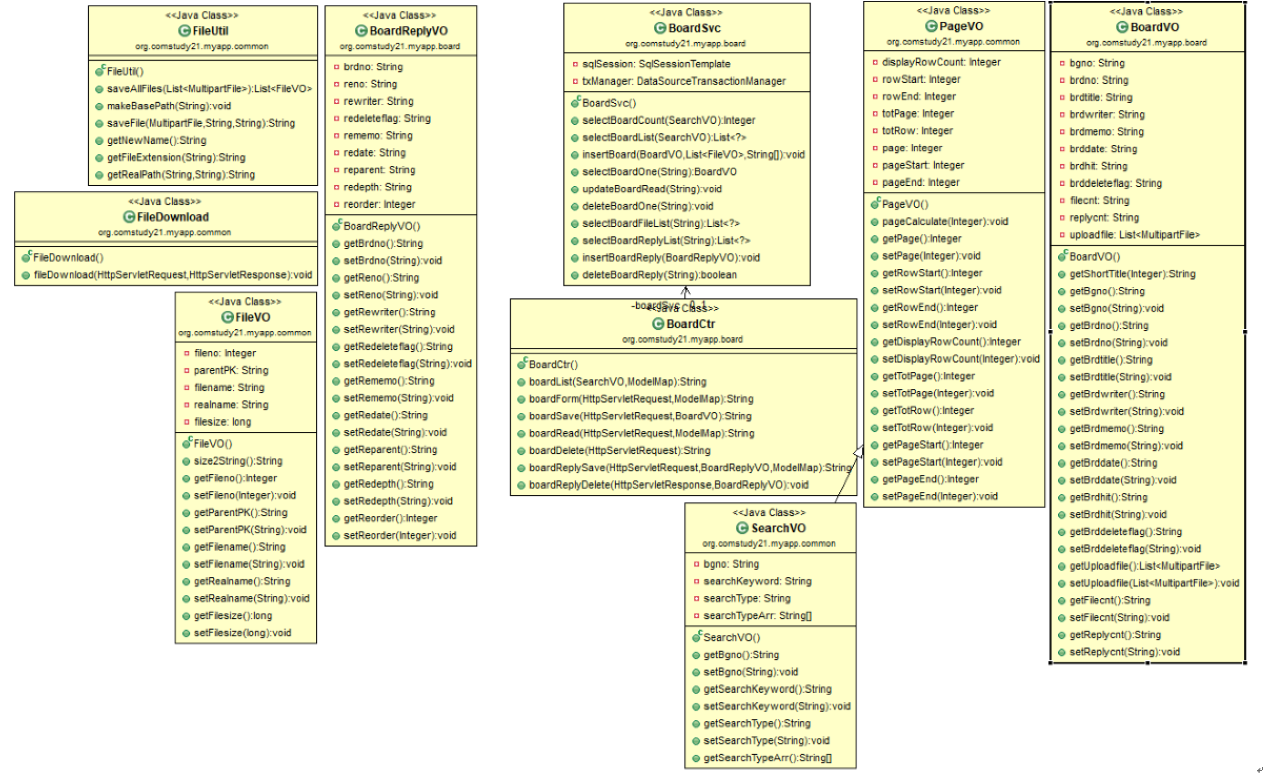 <<Java Class>>
FileUtil
org.comstudy21.myapp.common
FileUtil()
saveAllFiles(List<MultipartFile>):List<FileVO>
makeBasePath(String):void
saveFile(MultipartFile,String,String):String
getNewName():String
getFileExtension(String):String
getRealPath(String,String):String
<<Java Class>>
FileDownload
org.comstudy21.myapp.common
FileDownload()
fileDownload(HttpServletRequest,HttpServletResponse):void
<<Java Class>>
FileVO
org.comstudy21.myapp.common
fileno: Integer
parentPK: String
filename: String
realname: String
filesize: long
FileVO()
size2String():String
getFileno():Integer
setFileno(Integer):void
getParentPK():String
setParentPK(String):void
getFilename():String
setFilename(String):void
getRealname():String
setRealname(String):void
getFilesize():long
setFilesize(long):void
<<Java Class>>
BoardReplyVO
org.comstudy21.myapp.board
brdno: String
reno: String
rewriter: String
redeleteflag: String
rememo: String
redate: String
reparent: String
redepth: String
reorder: Integer
BoardReplyVO()
getBrdno():String
setBrdno(String):void
getReno():String
setReno(String):void
getRewriter():String
setRewriter(String):void
getRedeleteflag():String
setRedeleteflag(String):void
getRememo():String
setRememo(String):void
getRedate():String
setRedate(String):void
getReparent():String
setReparent(String):void
getRedepth():String
setRedepth(String):void
getReorder():Integer
setReorder(Integer):void
<<Java Class>>
BoardSvc
org.comstudy21.myapp.board
sqlSession: SqlSessionTemplate
txManager: DataSourceTransactionManager
BoardSvc()
selectBoardCount(SearchVO):Integer
selectBoardList(SearchVO):List<?>
insertBoard(BoardVO,List<FileVO>,String[]):void
selectBoardOne(String):BoardVO
updateBoardRead(String):void
deleteBoardOne(String):void
selectBoardFileList(String):List<?>
selectBoardReplyList(String):List<?>
insertBoardReply(BoardReplyVO):void
deleteBoardReply(String):boolean
-boardSvc 0..1
<<Java Class>>
BoardCtr
org.comstudy21.myapp.board
BoardCtr()
boardList(SearchVO,ModelMap):String
boardForm(HttpServletRequest,ModelMap):String
boardSave(HttpServletRequest,BoardVO):String
boardRead(HttpServletRequest,ModelMap):String
boardDelete(HttpServletRequest):String
boardReplySave(HttpServletRequest,BoardReplyVO,ModelMap):String
boardReplyDelete(HttpServletResponse,BoardReplyVO):void
<<Java Class>>
SearchVO
org.comstudy21.myapp.common
bgno: String
searchKeyword: String
searchType: String
searchTypeArr: String[]
SearchVO()
getBgno():String
setBgno(String):void
getSearchKeyword():String
setSearchKeyword(String):void
getSearchType():String
setSearchType(String):void
getSearchTypeArr():String[]
<<Java Class>>
PageVO
org.comstudy21.myapp.common
displayRowCount: Integer
rowStart: Integer
rowEnd: Integer
totPage: Integer
totRow: Integer
page: Integer
pageStart: Integer
pageEnd: Integer
PageVO()
pageCalculate(Integer):void
getPage():Integer
setPage(Integer):void
getRowStart():Integer
setRowStart(Integer):void
getRowEnd():Integer
setRowEnd(Integer):void
getDisplayRowCount():Integer
setDisplayRowCount(Integer):void
getTotPage():Integer
setTotPage(Integer):void
getTotRow():Integer
setTotRow(Integer):void
getPageStart():Integer
setPageStart(Integer):void
getPageEnd():Integer
setPageEnd(Integer):void
<<Java Class>>
BoardVO
org.comstudy21.myapp.board
bgno: String
brdno: String
brdtitle: String
brdwriter: String
brdmemo: String
brddate: String
brdhit: String
brddeleteflag: String
filecnt: String
replycnt: String
uploadfile: List<MultipartFile>
BoardVO()
getShortTitle(Integer):String
getBgno():String
setBgno(String):void
getBrdno():String
setBrdno(String):void
getBrdtitle():String
setBrdtitle(String):void
getBrdwriter():String
setBrdwriter(String):void
getBrdmemo():String
setBrdmemo(String):void
getBrddate():String
setBrddate(String):void
getBrdhit():String
setBrdhit(String):void
getBrddeleteflag():String
setBrddeleteflag(String):void
getUploadfile():List<MultipartFile>
setUploadfile(List<MultipartFile>):void
getFilecnt():String
setFilecnt(String):void
getReplycnt():String
setReplycnt(String):void